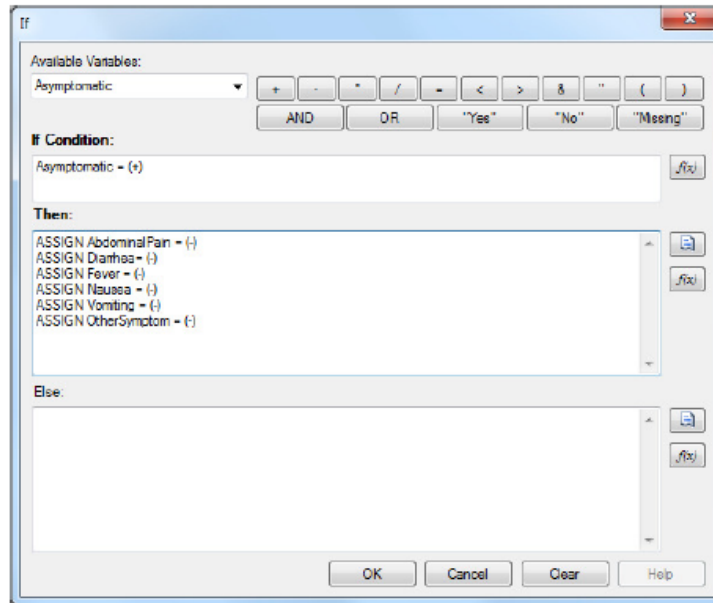 If
Available Variables:
Asymptomatic
+ - * / = < > & " ( )
AND OR "Yes" "No" "Missing"
If Condition:
Asymptomatic = (+)
f(x)
Then:
ASSIGN AbdominalPain = (-)
ASSIGN Diarrhea= (-)
ASSIGN Fever = (-)
ASSIGN Nausea = (-)
ASSIGN Vomiting = (-)
ASSIGN OtherSymptom = (-)
f(x)
Else:
f(x)
OK Cancel Clear Help